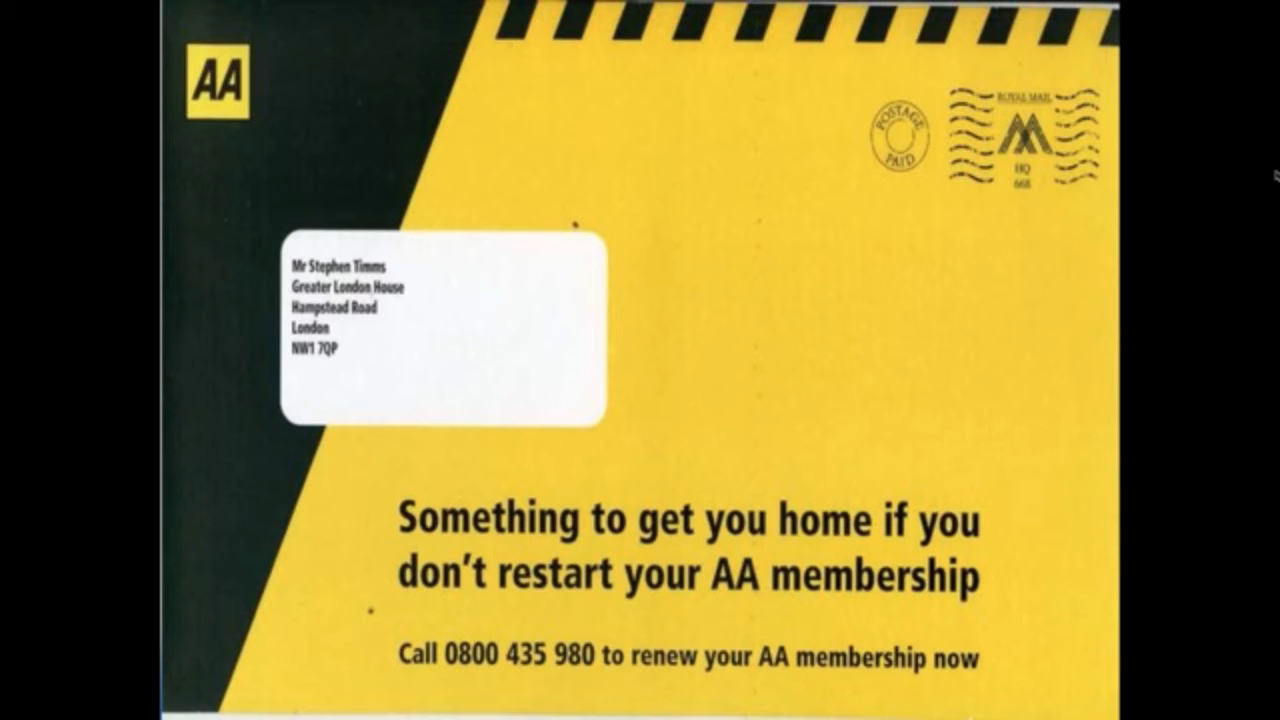 AA
POSTAGE
PAID
ROYAL MAIL
HQ
668
Mr Stephen Timms
Greater London House
Hampstead Road
London
NW1 7QP
Something to get you home if you
don't restart your AA membership
Call 0800 435 980 to renew your AA membership now